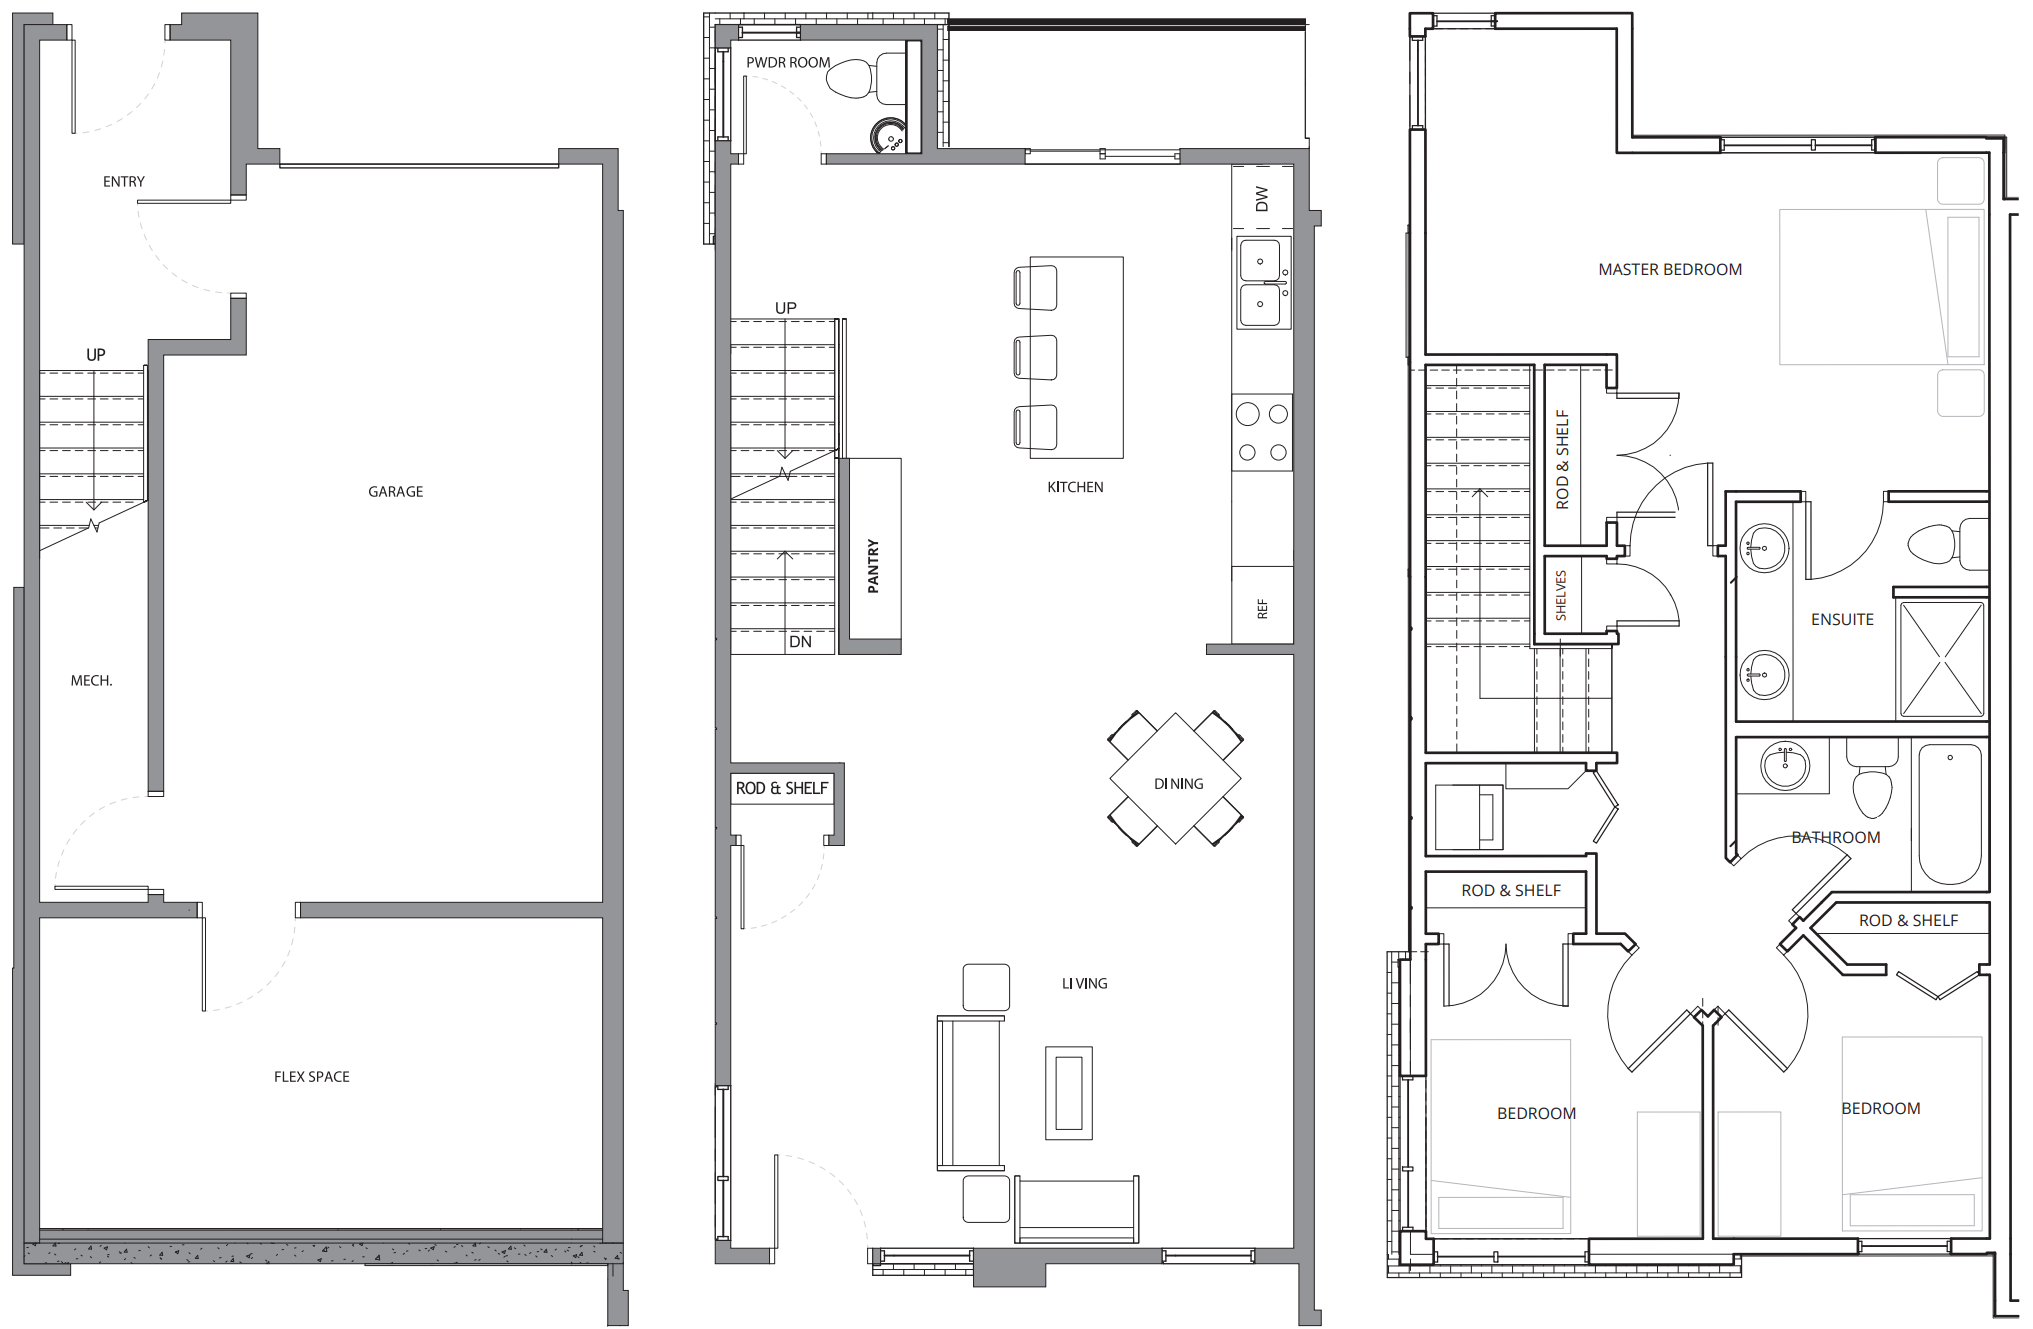 ENTRY
UP
GARAGE
MECH.
FLEX SPACE
PWDR ROOM
DW
UP
KITCHEN
PANTRY
REF
DN
DINING
ROD & SHELF
LIVING
MASTER BEDROOM
ROD & SHELF
SHELVES
ENSUITE
BATHROOM
ROD & SHELF
ROD & SHELF
BEDROOM
BEDROOM